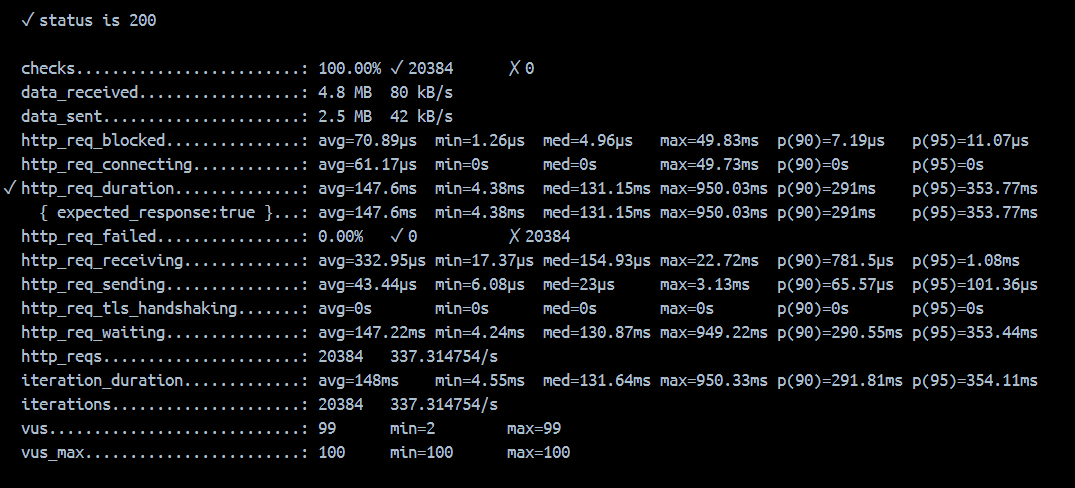 ✓ status is 200
checks.........................: 100.00% ✓ 20384 ✗ 0
data_received..................: 4.8 MB 80 kB/s
data_sent......................: 2.5 MB 42 kB/s
http_req_blocked...............: avg=70.89µs min=1.26µs med=4.96µs max=49.83ms p(90)=7.19µs p(95)=11.07µs
http_req_connecting............: avg=61.17µs min=0s med=0s max=49.73ms p(90)=0s p(95)=0s
✓ http_req_duration..............: avg=147.6ms min=4.38ms med=131.15ms max=950.03ms p(90)=291ms p(95)=353.77ms
{ expected_response:true }...: avg=147.6ms min=4.38ms med=131.15ms max=950.03ms p(90)=291ms p(95)=353.77ms
http_req_failed................: 0.00% ✓ 0 ✗ 20384
http_req_receiving.............: avg=332.95µs min=17.37µs med=154.93µs max=22.72ms p(90)=781.5µs p(95)=1.08ms
http_req_sending...............: avg=43.44µs min=6.08µs med=23µs max=3.13ms p(90)=65.57µs p(95)=101.36µs
http_req_tls_handshaking.......: avg=0s min=0s med=0s max=0s p(90)=0s p(95)=0s
http_req_waiting...............: avg=147.22ms min=4.24ms med=130.87ms max=949.22ms p(90)=290.55ms p(95)=353.44ms
http_reqs......................: 20384 337.314754/s
iteration_duration.............: avg=148ms min=4.55ms med=131.64ms max=950.33ms p(90)=291.81ms p(95)=354.11ms
iterations.....................: 20384 337.314754/s
vus............................: 99 min=2 max=99
vus_max........................: 100 min=100 max=100